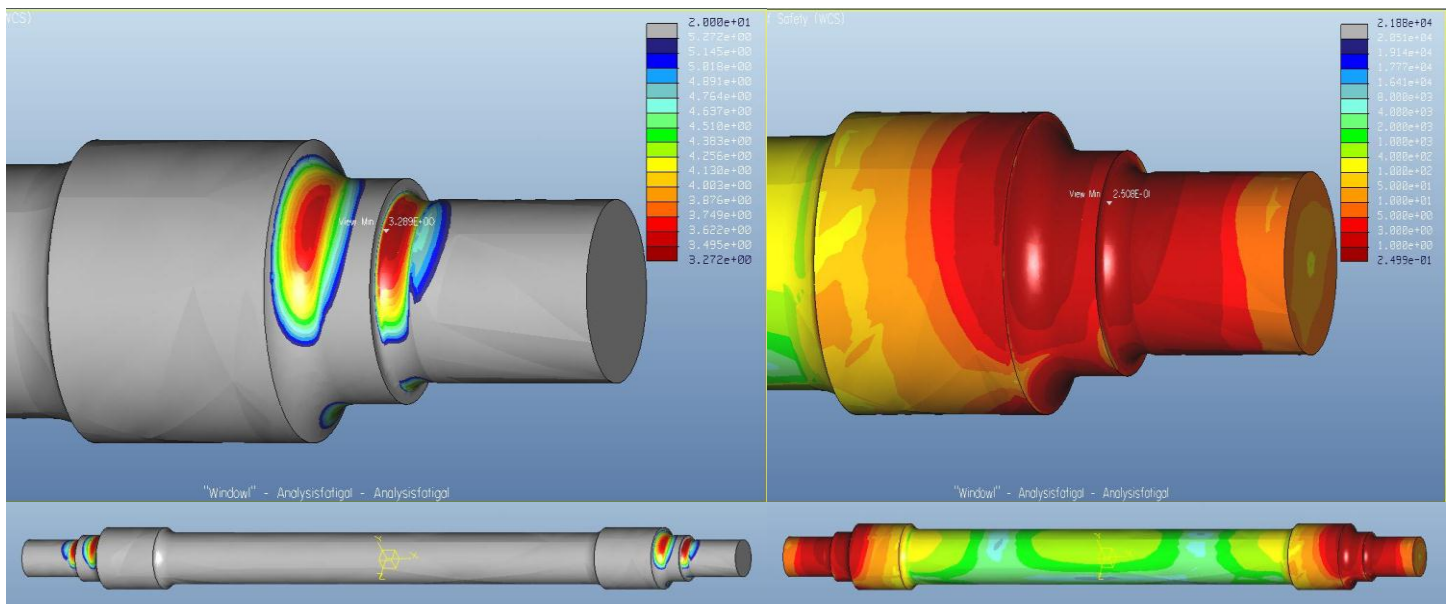 WCS)
2.000e+01
5.272e+00
5.145e+00
5.018e+00
4.891e+00
4.764e+00
4.637e+00
4.510e+00
4.383e+00
4.256e+00
4.130e+00
4.003e+00
3.876e+00
3.749e+00
3.622e+00
3.495e+00
3.272e+00
View Min 3.289E+00
"Window1" - Analysisfatigal - Analysisfatigal
f Safety (WCS)
2.188e+04
2.051e+04
1.914e+04
1.777e+04
1.641e+04
8.000e+03
4.000e+03
2.000e+03
1.000e+03
4.000e+02
1.000e+02
5.000e+01
1.000e+01
5.000e+00
3.000e+00
1.000e+00
2.499e-01
View Min 2.508E-01
"Window1" - Analysisfatigal - Analysisfatigal